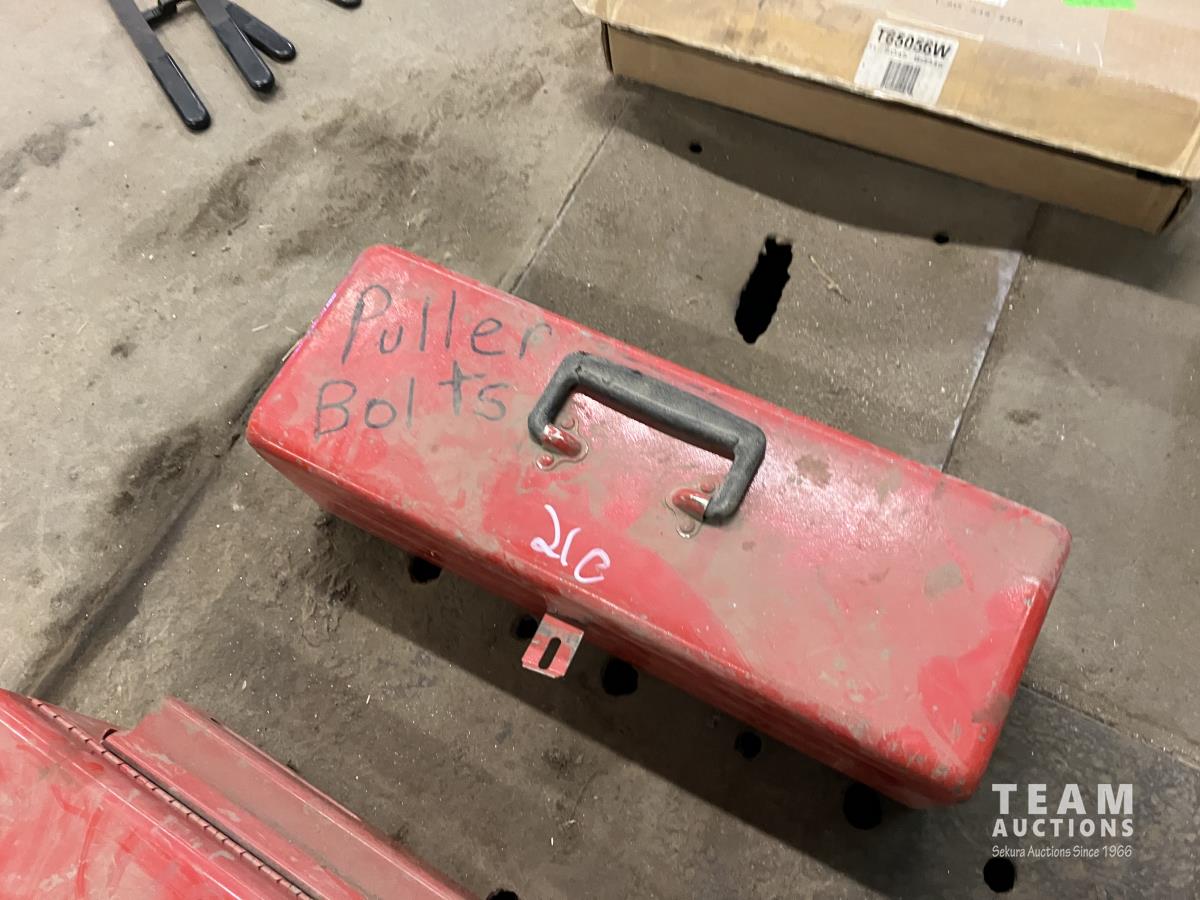 T65056W
Puller
Bolts
21C
TEAM
AUCTIONS
Sekura Auctions Since 1966